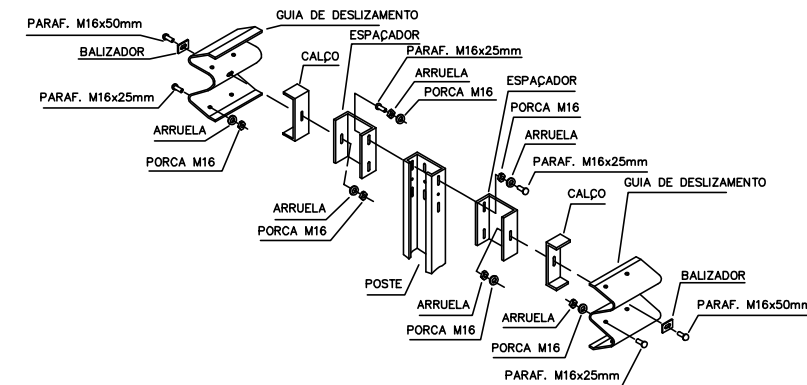 GUIA DE DESLIZAMENTO
PARAF. M16x50mm
ESPAÇADOR
BALIZADOR
CALÇO
PARAF. M16x25mm
ARRUELA
ESPAÇADOR
PARAF. M16x25mm
PORCA M16
PORCA M16
ARRUELA
ARRUELA
PORCA M16
PARAF. M16x25mm
GUIA DE DESLIZAMENTO
CALÇO
ARRUELA
PORCA M16
BALIZADOR
POSTE
ARRUELA
PARAF. M16x50mm
ARRUELA
PORCA M16
PORCA M16
PARAF. M16x25mm